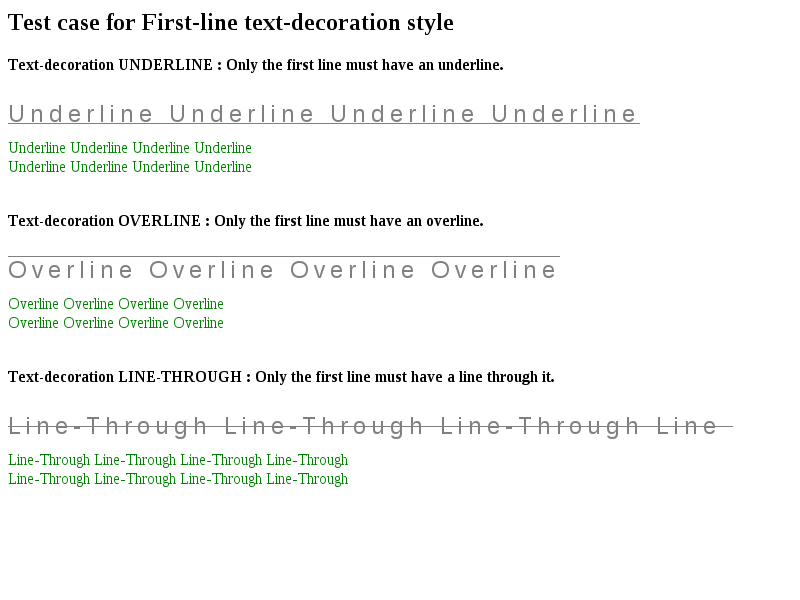 Test case for First-line text-decoration style
Text-decoration UNDERLINE : Only the first line must have an underline.
Underline Underline Underline Underline
Underline Underline Underline Underline
Underline Underline Underline Underline
Text-decoration OVERLINE : Only the first line must have an overline.
Overline Overline Overline Overline
Overline Overline Overline Overline
Overline Overline Overline Overline
Text-decoration LINE-THROUGH : Only the first line must have a line through it.
Line-Through Line-Through Line-Through Line
Line-Through Line-Through Line-Through Line-Through
Line-Through Line-Through Line-Through Line-Through